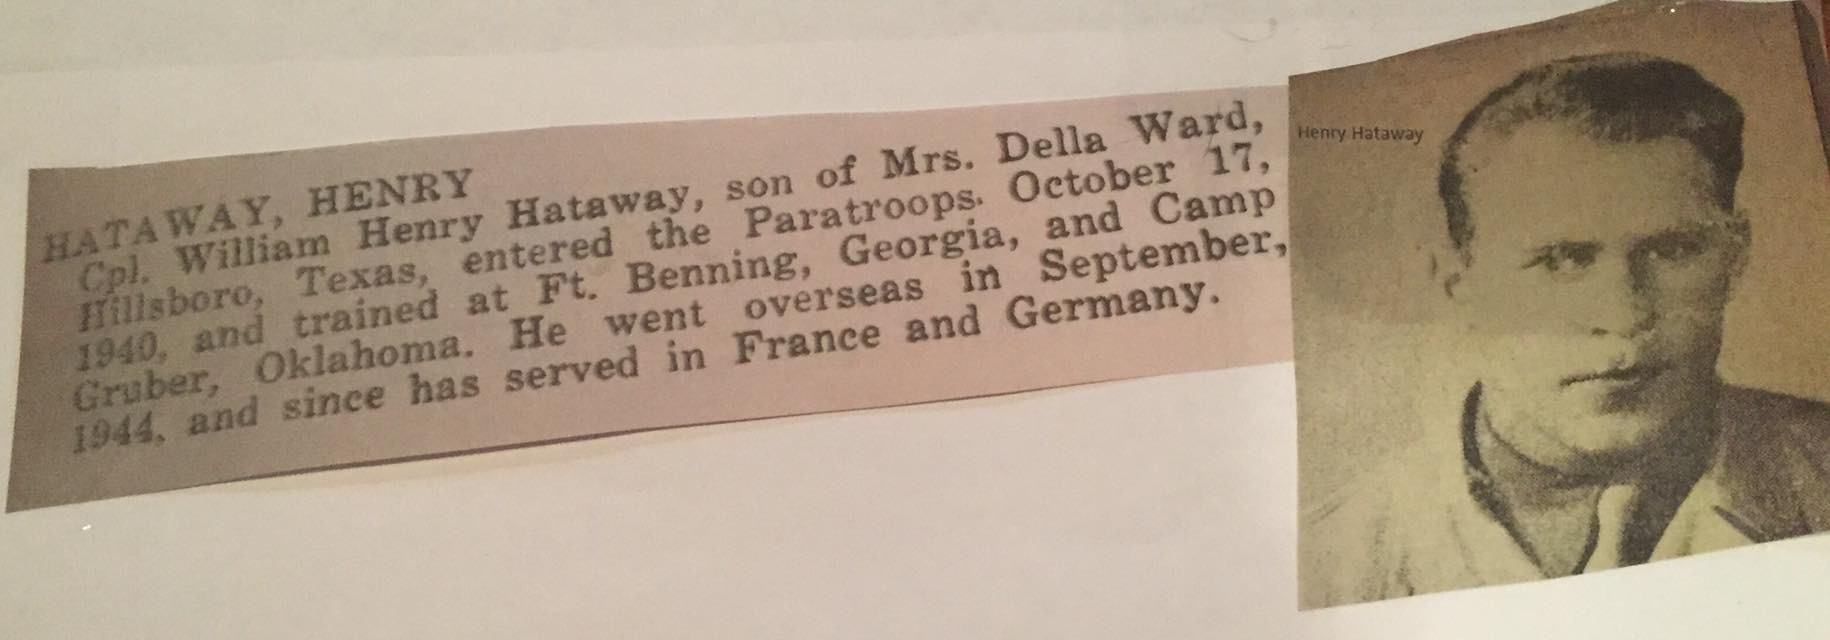 HATAWAY, HENRY
Cpl. William Henry Hataway, son of Mrs. Della Ward,
Hillsboro, Texas, entered the Paratroops. October 17,
1940, and trained at Ft. Benning, Georgia, and Camp
Gruber, Oklahoma. He went overseas in September,
1944, and since has served in France and Germany.
Henry Hataway